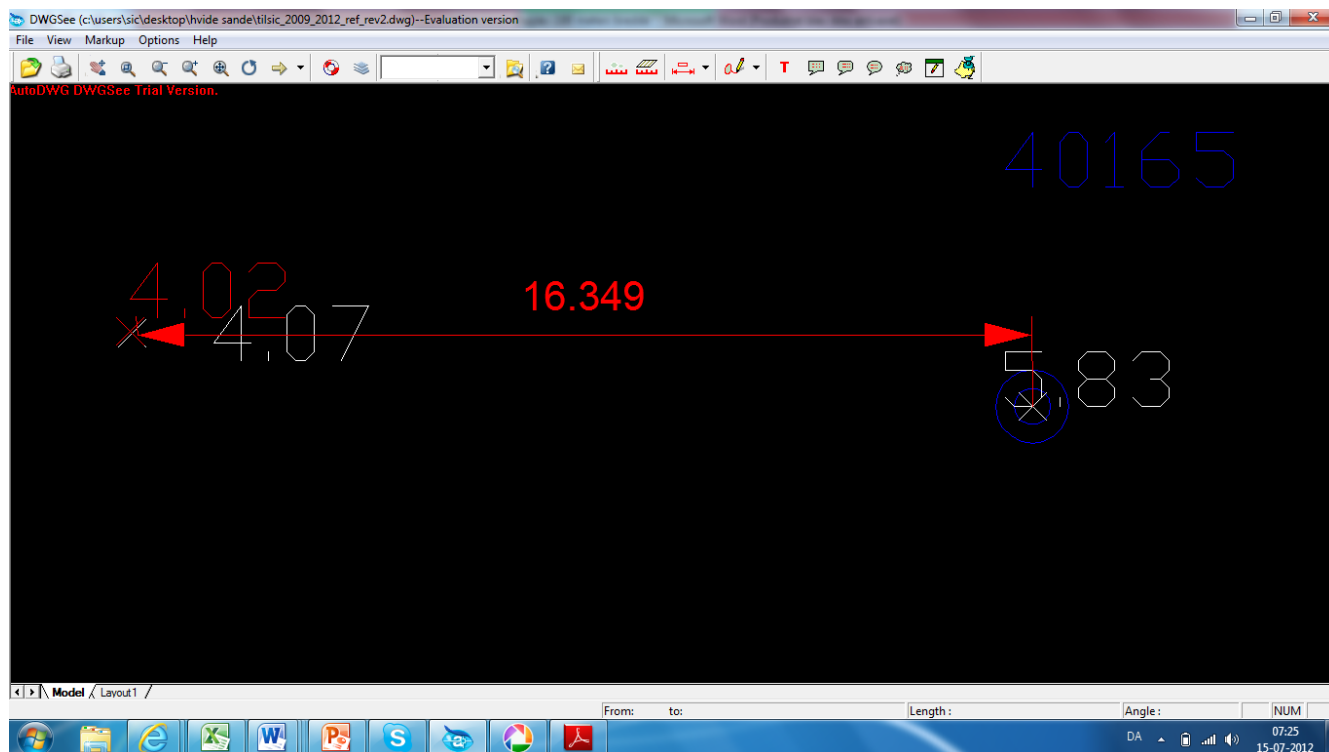 DWGSee (c:\users\sic\desktop\hvide sande\tilsic_2009_2012_ref_rev2.dwg)--Evaluation version
File View Markup Options Help
T
AutoDWG DWGSee Trial Version.
40165
4,02
16.349
4,07
5,83
Model Layout1
From: to: Length : Angle : NUM
DA 07:25
15-07-2012